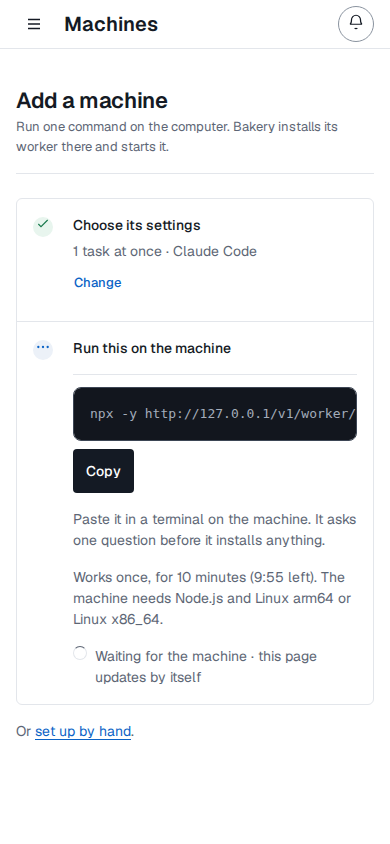 Machines
Add a machine
Run one command on the computer. Bakery installs its
worker there and starts it.
Choose its settings
1 task at once · Claude Code
Change
Run this on the machine
npx -y http://127.0.0.1/v1/worker/
Copy
Paste it in a terminal on the machine. It asks
one question before it installs anything.
Works once, for 10 minutes (9:55 left). The
machine needs Node.js and Linux arm64 or
Linux x86_64.
Waiting for the machine · this page
updates by itself
Or set up by hand.